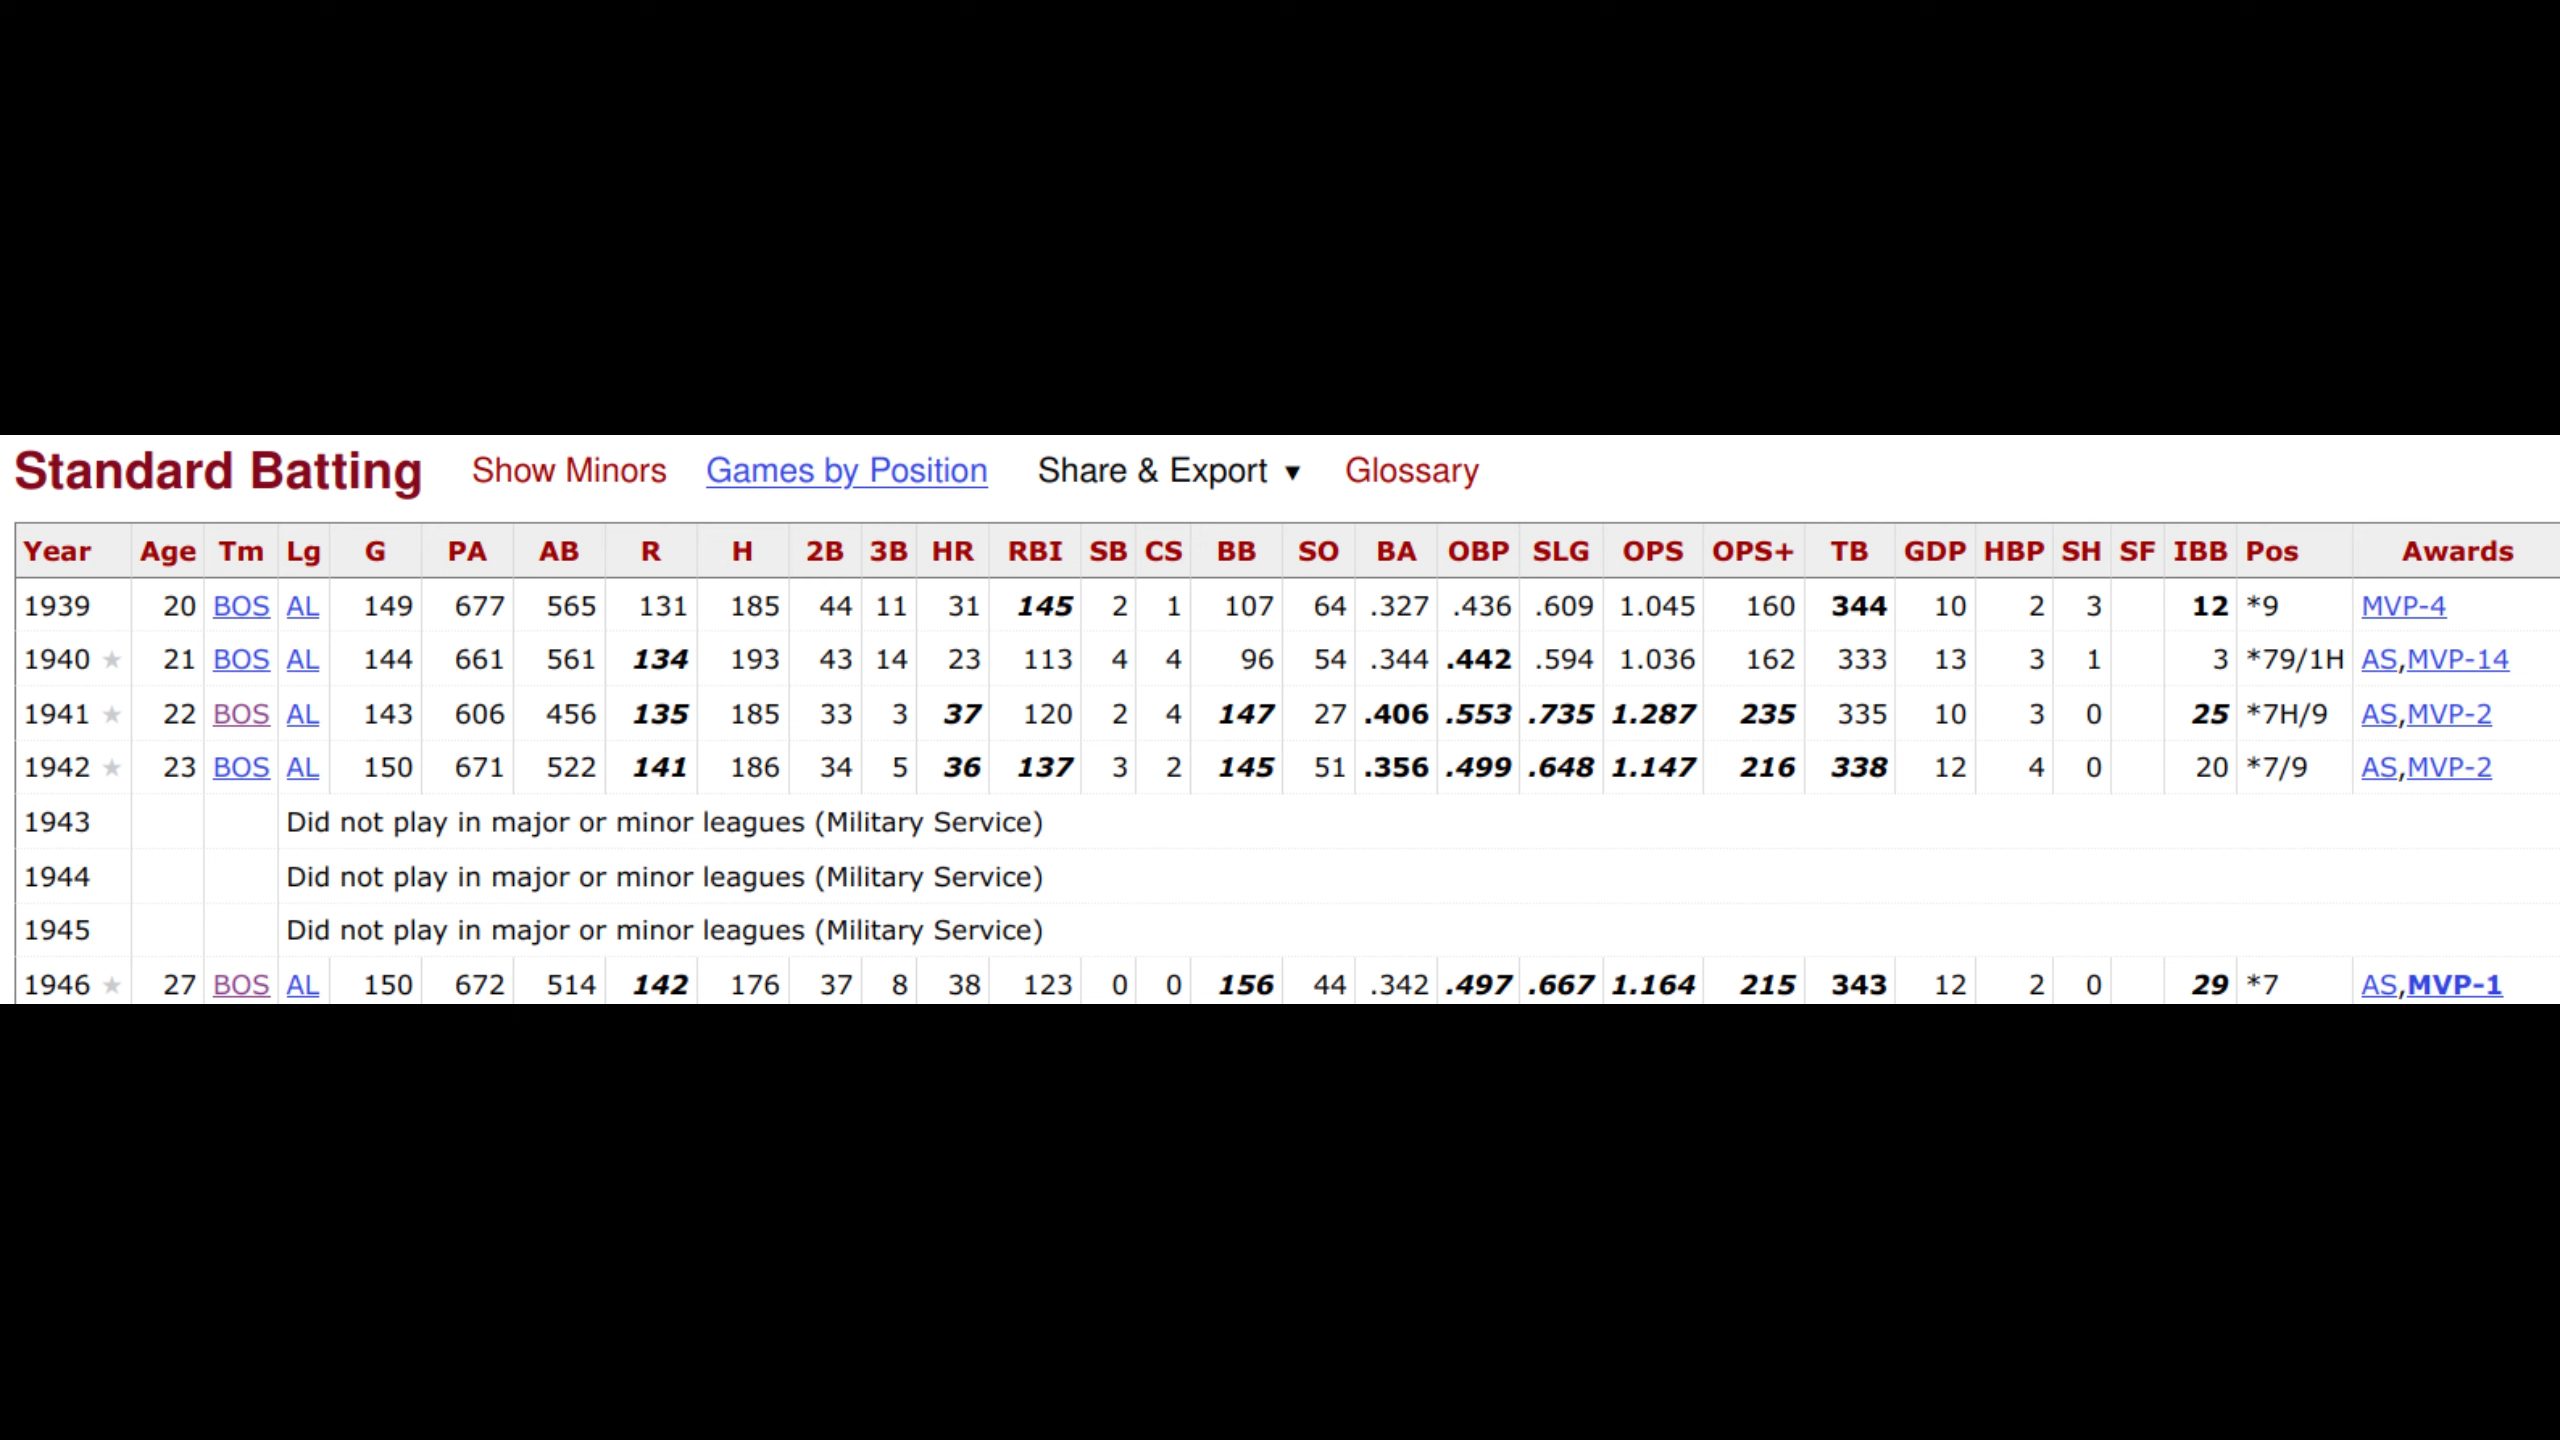 Standard Batting Show Minors Games by Position Share & Export ▼ Glossary
Year Age Tm Lg G PA AB R H 2B 3B HR RBI SB CS BB SO BA OBP SLG OPS OPS+ TB GDP HBP SH SF IBB Pos Awards
1939 20 BOS AL 149 677 565 131 185 44 11 31 145 2 1 107 64 .327 .436 .609 1.045 160 344 10 2 3 12 *9 MVP-4
1940 ★ 21 BOS AL 144 661 561 134 193 43 14 23 113 4 4 96 54 .344 .442 .594 1.036 162 333 13 3 1 3 *79/1H AS,MVP-14
1941 ★ 22 BOS AL 143 606 456 135 185 33 3 37 120 2 4 147 27 .406 .553 .735 1.287 235 335 10 3 0 25 *7H/9 AS,MVP-2
1942 ★ 23 BOS AL 150 671 522 141 186 34 5 36 137 3 2 145 51 .356 .499 .648 1.147 216 338 12 4 0 20 *7/9 AS,MVP-2
1943 Did not play in major or minor leagues (Military Service)
1944 Did not play in major or minor leagues (Military Service)
1945 Did not play in major or minor leagues (Military Service)
1946 ★ 27 BOS AL 150 672 514 142 176 37 8 38 123 0 0 156 44 .342 .497 .667 1.164 215 343 12 2 0 29 *7 AS,MVP-1